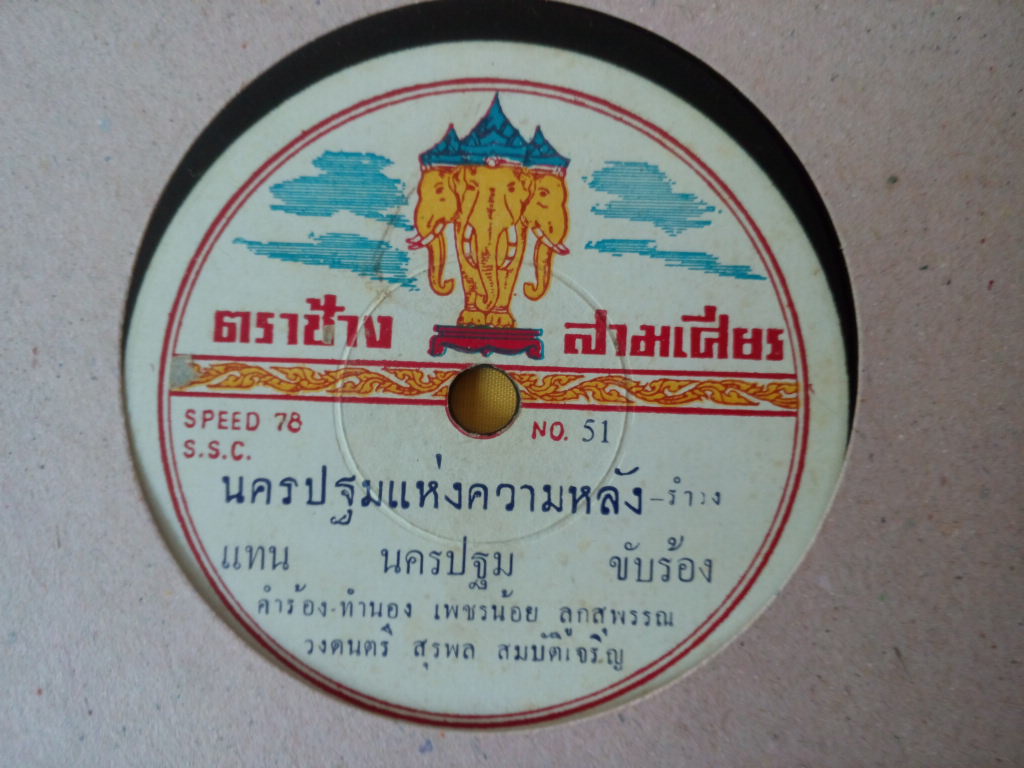 ตราช้าง สามเศียร
SPEED 78
S.S.C.
NO. 51
นครปฐมแห่งความหลัง - รำวง
แทน นครปฐม ขับร้อง
คำร้อง-ทำนอง เพชรน้อย ลูกสุพรรณ
วงดนตรี สุรพล สมบัติเจริญ